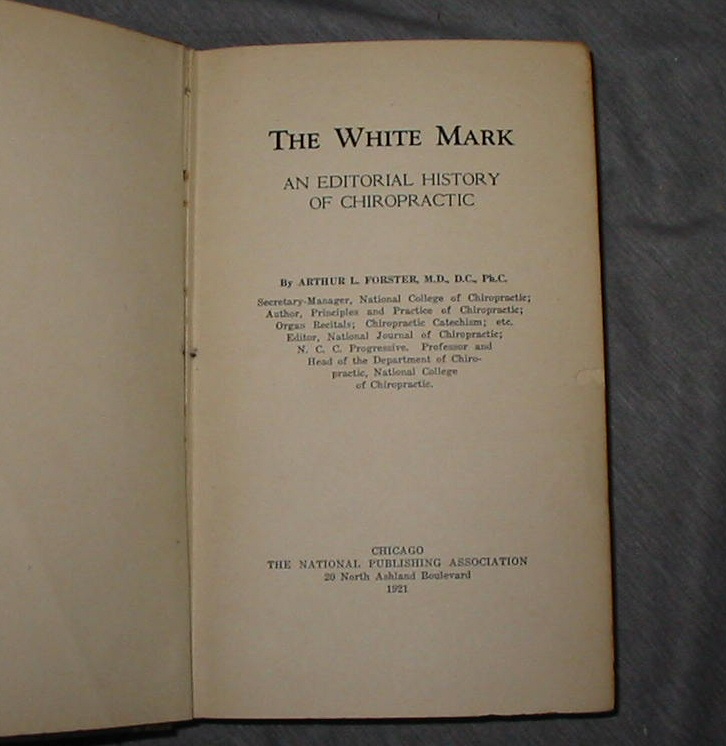 THE WHITE MARK
AN EDITORIAL HISTORY
OF CHIROPRACTIC
By ARTHUR L. FORSTER, M.D., D.C., Ph.C.
Secretary-Manager, National College of Chiropractic;
Author, Principles and Practice of Chiropractic;
Organ Recitals; Chiropractic Catechism; etc.
Editor, National Journal of Chiropractic;
N. C. C. Progressive. Professor and
Head of the Department of Chiro-
practic, National College
of Chiropractic.
CHICAGO
THE NATIONAL PUBLISHING ASSOCIATION
20 North Ashland Boulevard
1921